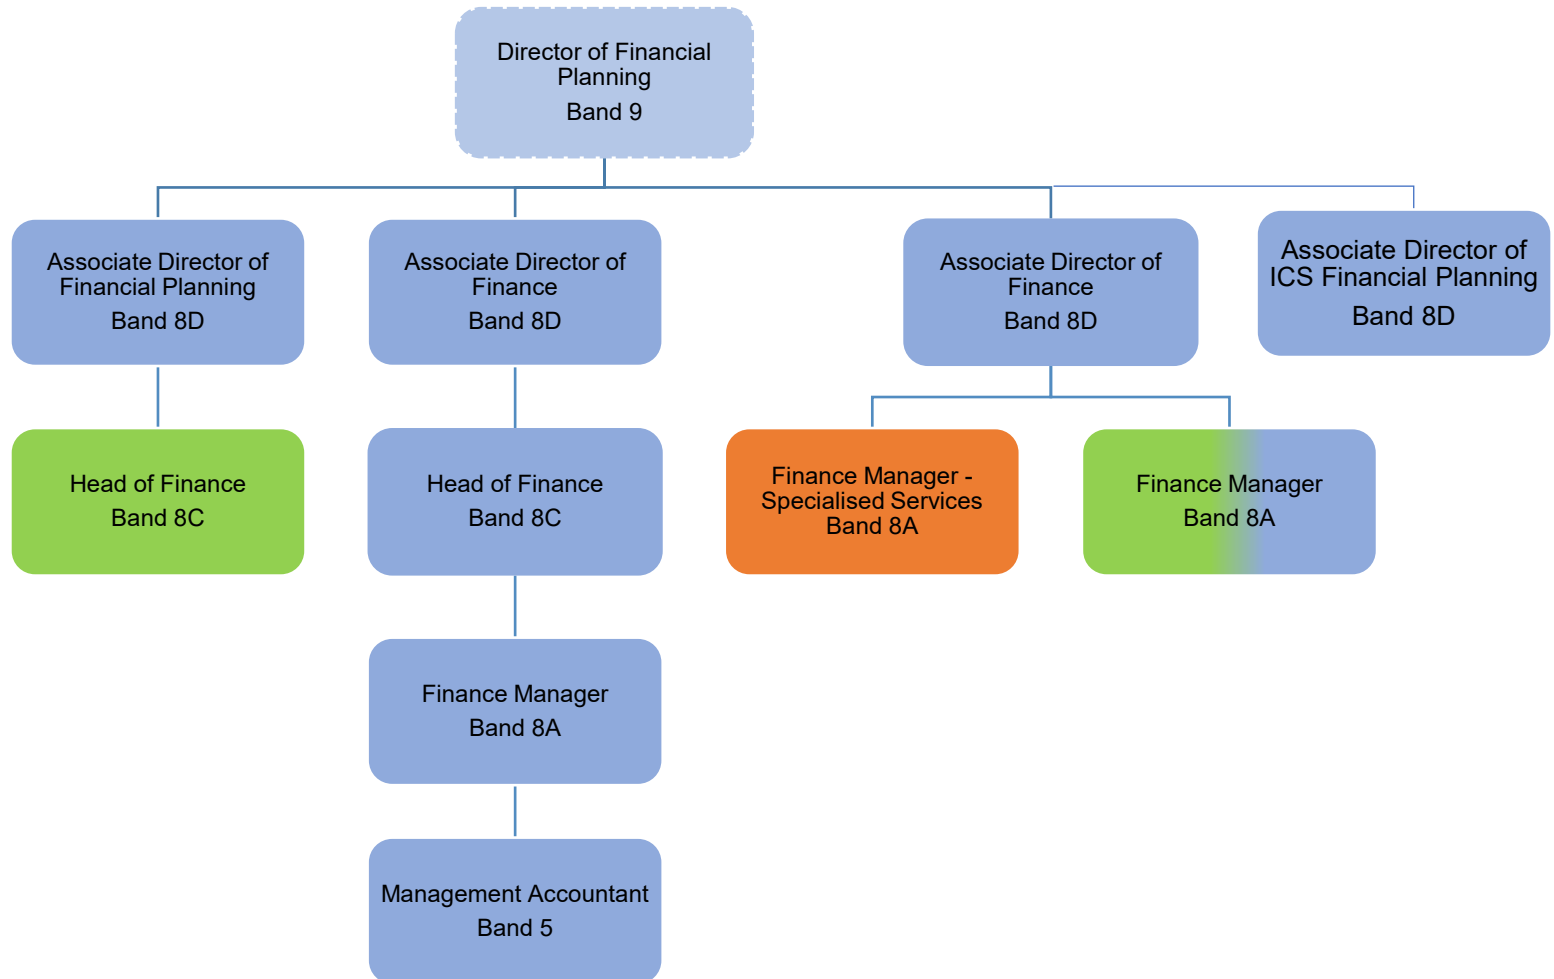 Director of Financial
Planning
Band 9
Associate Director of
Financial Planning
Band 8D
Associate Director of
Finance
Band 8D
Associate Director of
Finance
Band 8D
Associate Director of
ICS Financial Planning
Band 8D
Head of Finance
Band 8C
Head of Finance
Band 8C
Finance Manager -
Specialised Services
Band 8A
Finance Manager
Band 8A
Finance Manager
Band 8A
Management Accountant
Band 5